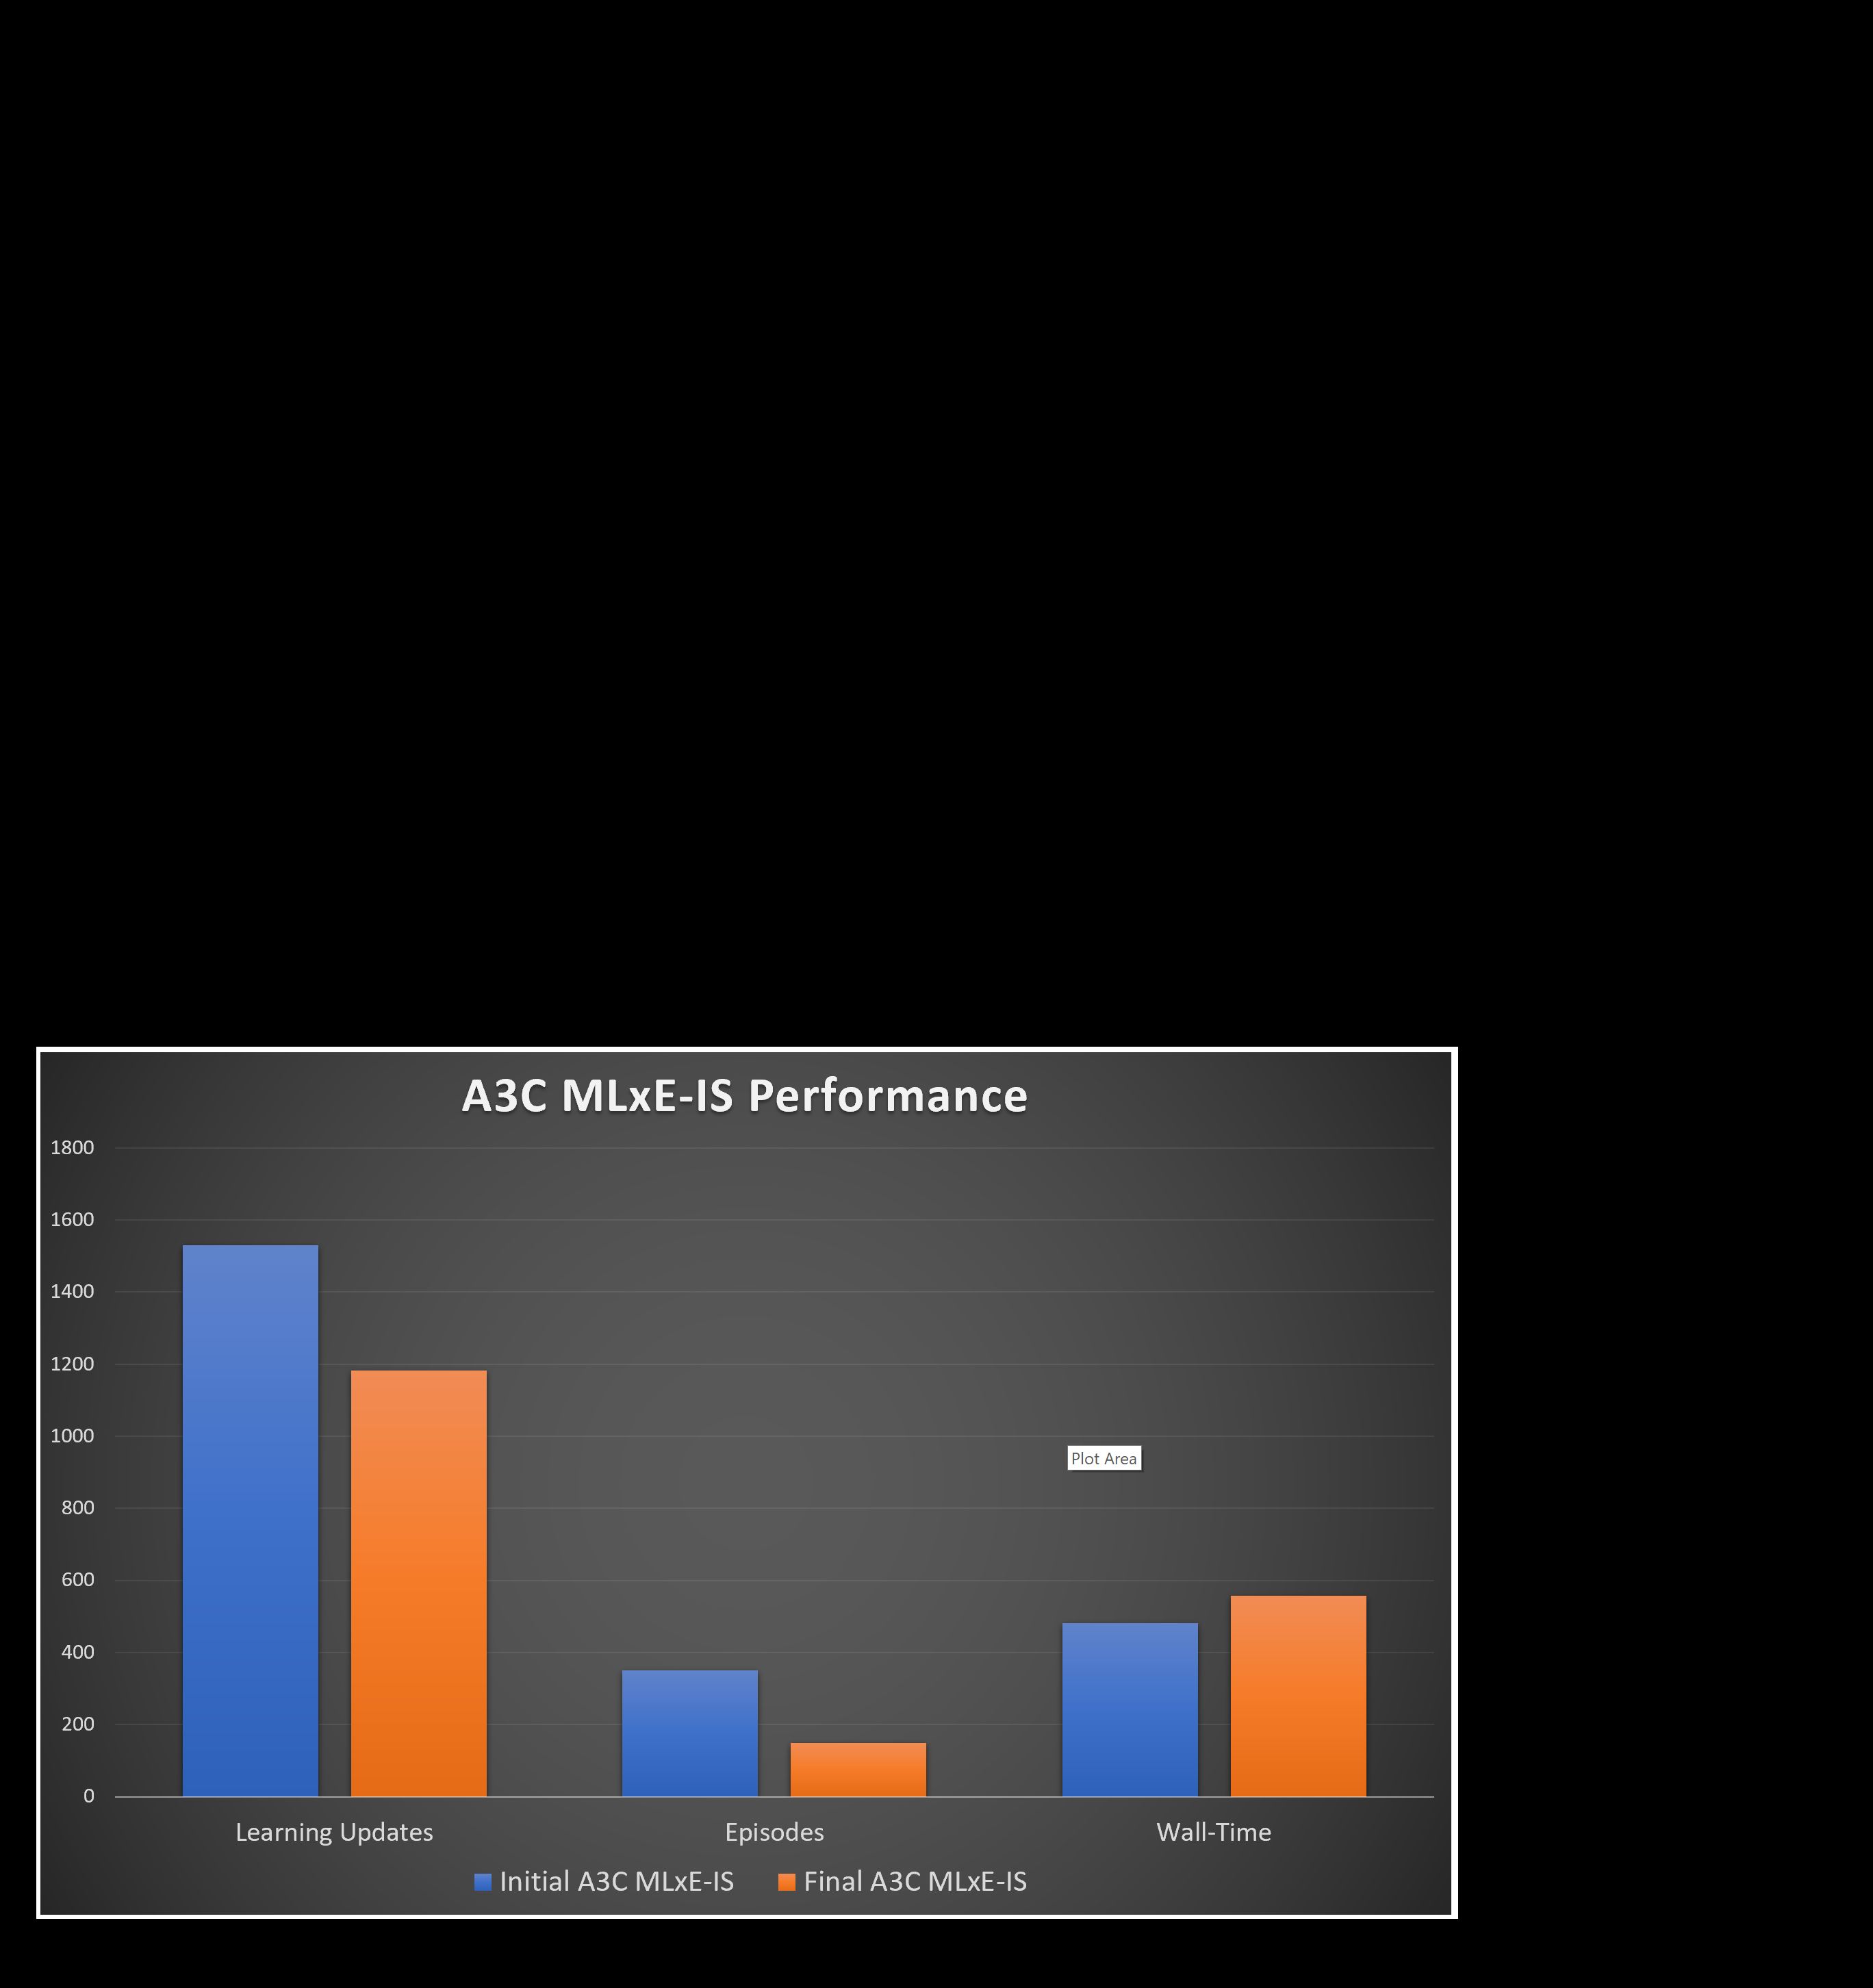 A3C MLxE-IS Performance
1800
1600
1400
1200
1000
Plot Area
800
600
400
200
0
Learning Updates Episodes Wall-Time
Initial A3C MLxE-IS Final A3C MLxE-IS